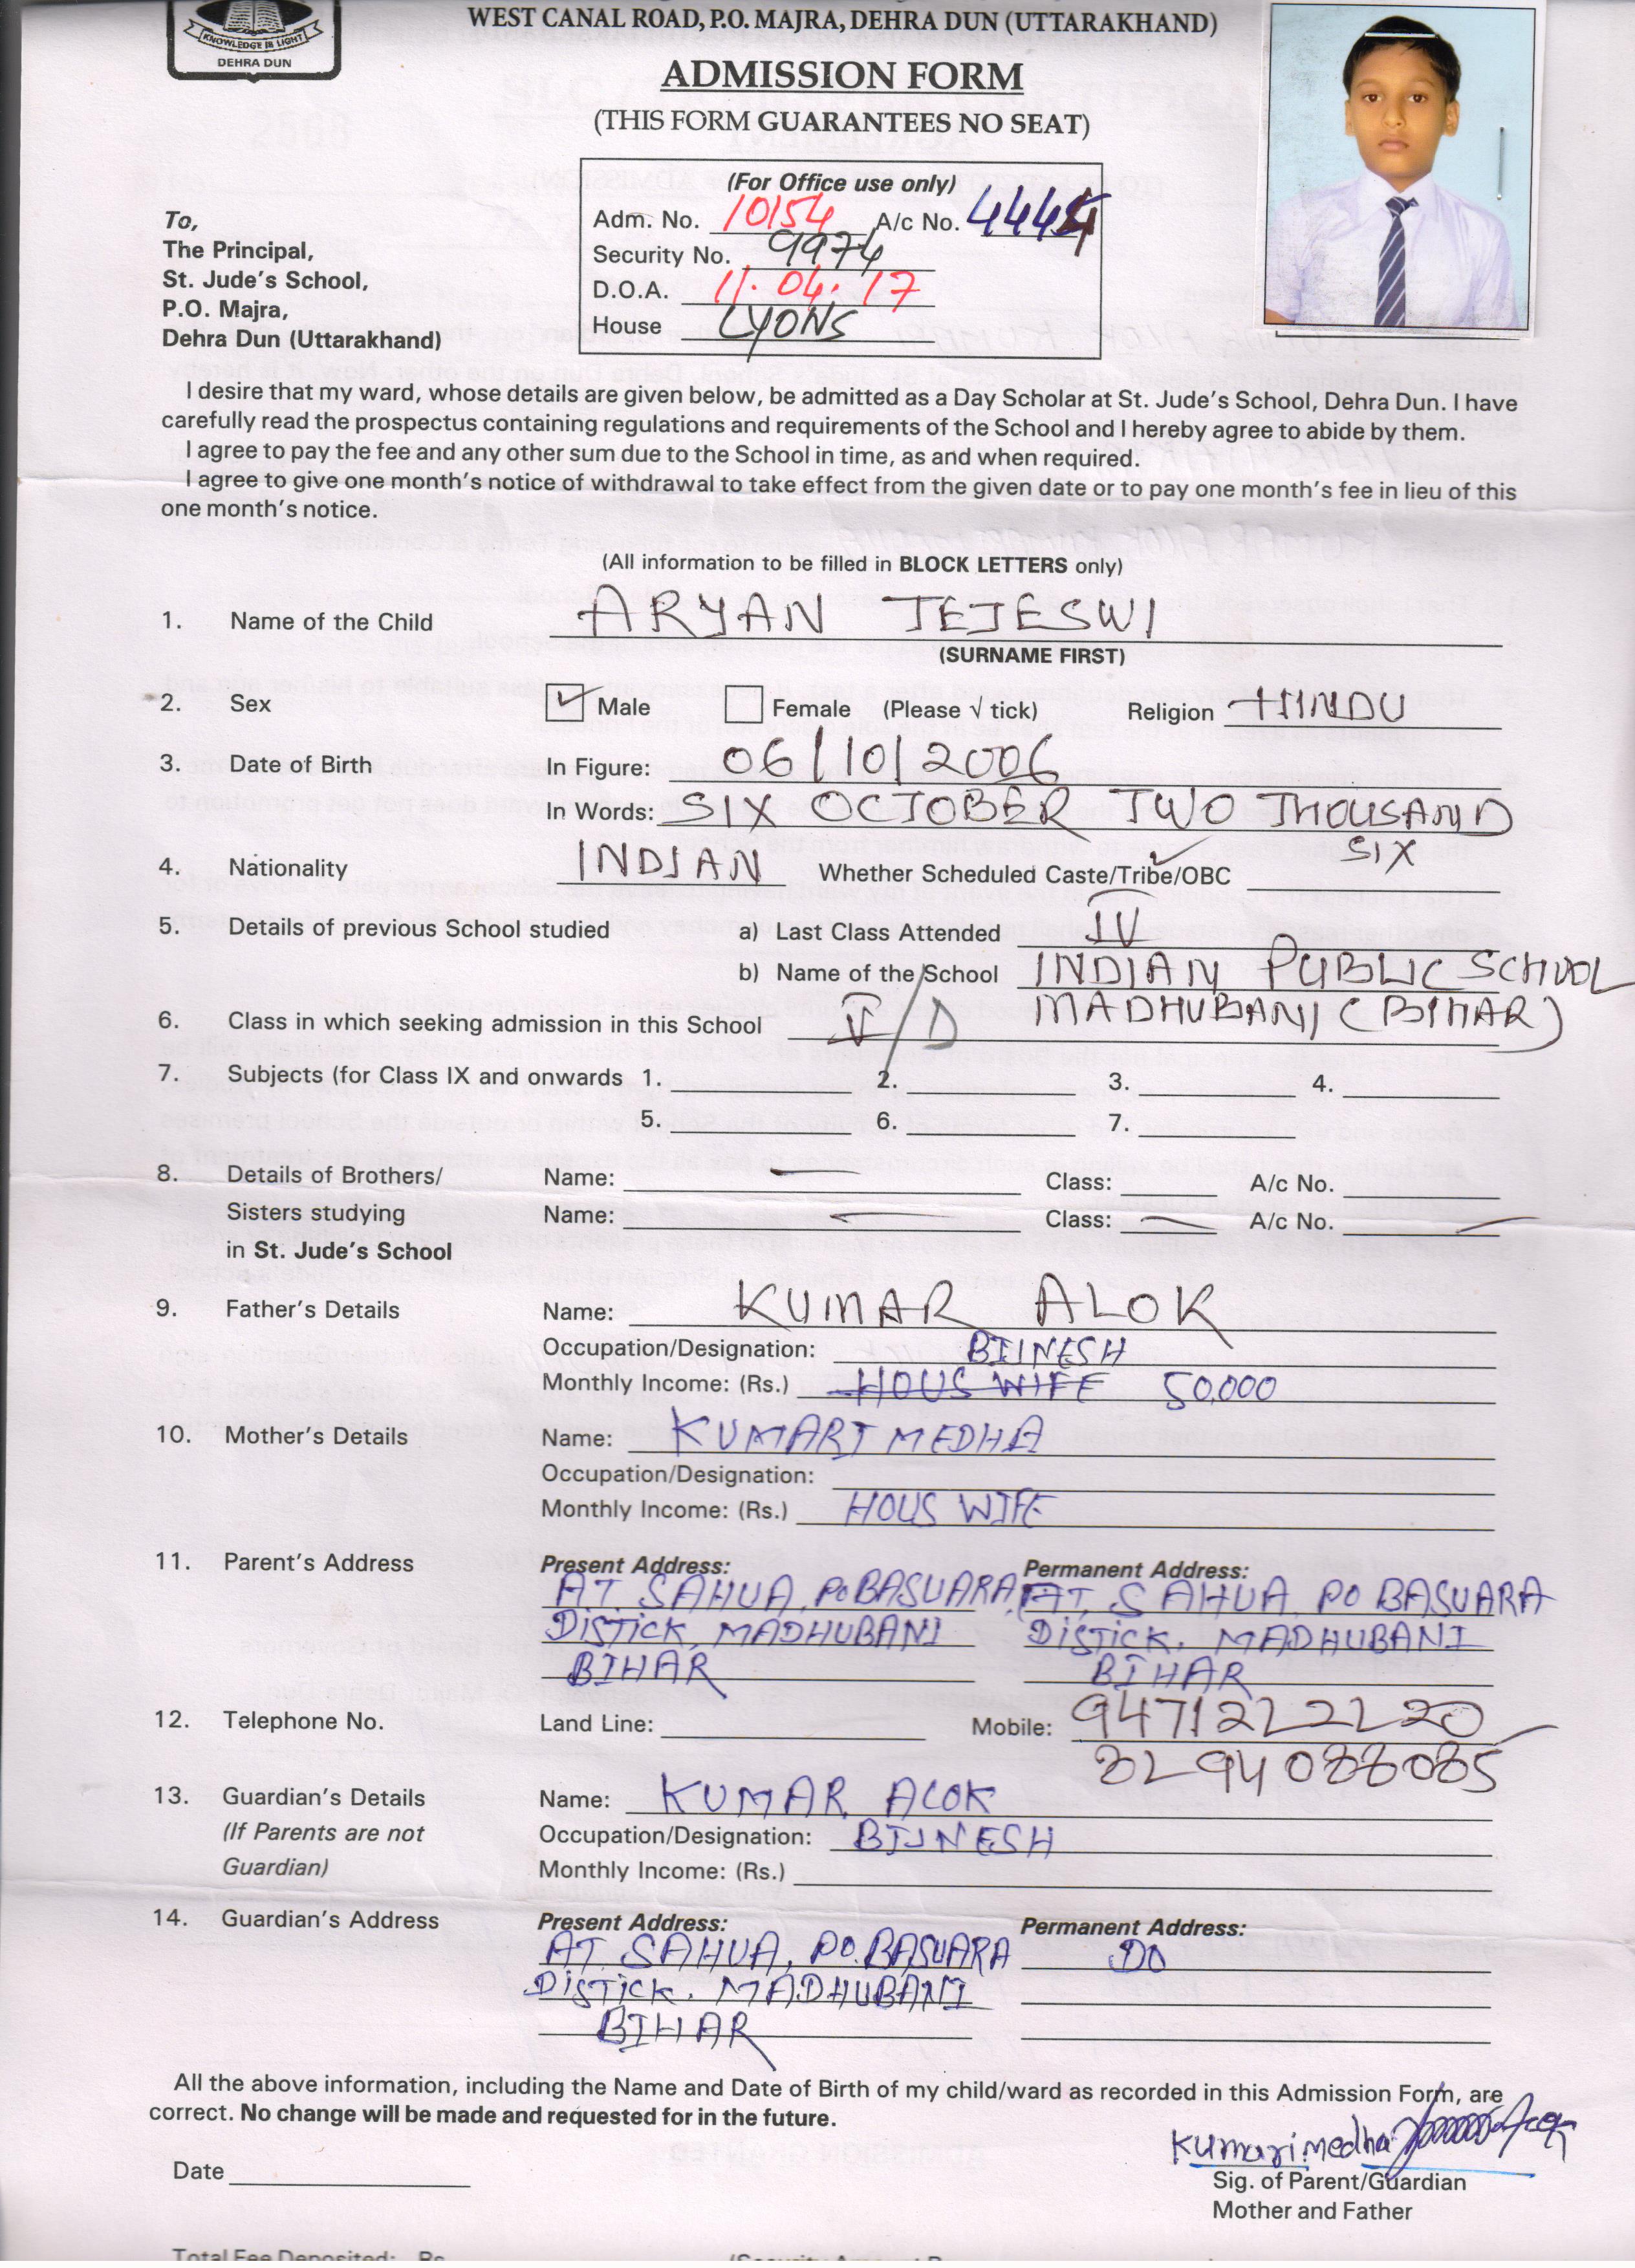 KNOWLEDGE IS LIGHT
DEHRA DUN
WEST CANAL ROAD, P.O. MAJRA, DEHRA DUN (UTTARAKHAND)
ADMISSION FORM
(THIS FORM GUARANTEES NO SEAT)
(For Office use only)
Adm. No. 10154 A/c No. 4444
Security No. 9974
D.O.A. 11.04.17
House LYONS
To,
The Principal,
St. Jude's School,
P.O. Majra,
Dehra Dun (Uttarakhand)
I desire that my ward, whose details are given below, be admitted as a Day Scholar at St. Jude's School, Dehra Dun. I have
carefully read the prospectus containing regulations and requirements of the School and I hereby agree to abide by them.
I agree to pay the fee and any other sum due to the School in time, as and when required.
I agree to give one month's notice of withdrawal to take effect from the given date or to pay one month's fee in lieu of this
one month's notice.
(All information to be filled in BLOCK LETTERS only)
1. Name of the Child ARYAN TEJESWI
(SURNAME FIRST)
2. Sex ✓ Male Female (Please √ tick) Religion HINDU
3. Date of Birth In Figure: 06/10/2006
In Words: SIX OCTOBER TWO THOUSAND
SIX
4. Nationality INDIAN Whether Scheduled Caste/Tribe/OBC
5. Details of previous School studied a) Last Class Attended IV
b) Name of the School INDIAN PUBLIC SCHOOL
MADHUBANI (BIHAR)
6. Class in which seeking admission in this School V/D
7. Subjects (for Class IX and onwards 1. 2. 3. 4.
5. 6. 7.
8. Details of Brothers/ Name: Class: A/c No.
Sisters studying Name: Class: A/c No.
in St. Jude's School
9. Father's Details Name: KUMAR ALOK
Occupation/Designation: BIINESH
Monthly Income: (Rs.) HOUS WIFE 50,000
10. Mother's Details Name: KUMARI MEDHA
Occupation/Designation:
Monthly Income: (Rs.) HOUS WIFE
11. Parent's Address Present Address: Permanent Address:
AT. SAHUA, PO BASUARA, AT. SAHUA. PO BASUARA
DISTICK. MADHUBANI DISTICK. MADHUBANI
BIHAR BIHAR
12. Telephone No. Land Line: Mobile: 9471222220
8294088085
13. Guardian's Details Name: KUMAR ALOK
(If Parents are not Occupation/Designation: BIINESH
Guardian) Monthly Income: (Rs.)
14. Guardian's Address Present Address: Permanent Address:
AT. SAHUA, PO. BASUARA DO
DISTICK. MADHUBANI
BIHAR
All the above information, including the Name and Date of Birth of my child/ward as recorded in this Admission Form, are
correct. No change will be made and requested for in the future.
Kumari medha
Date
Sig. of Parent/Guardian
Mother and Father
Total Fee Deposited: Rs.